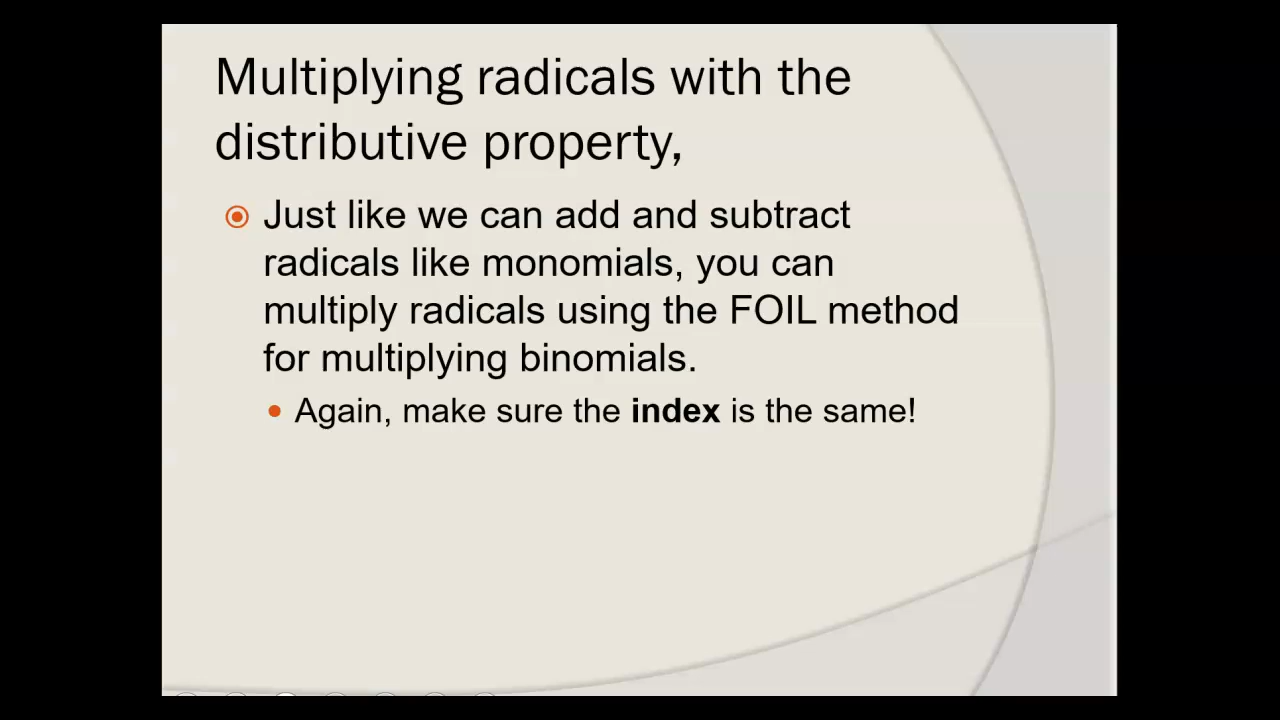 Multiplying radicals with the
distributive property,
Just like we can add and subtract
radicals like monomials, you can
multiply radicals using the FOIL method
for multiplying binomials.
Again, make sure the index is the same!